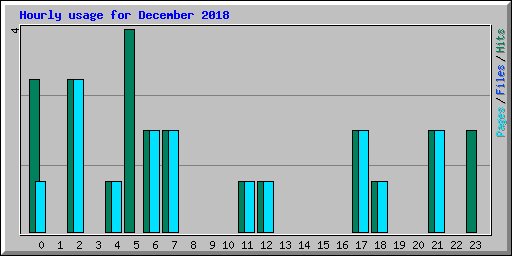 Hourly usage for December 2018
4
Pages/Files/Hits
0 1 2 3 4 5 6 7 8 9 10 11 12 13 14 15 16 17 18 19 20 21 22 23